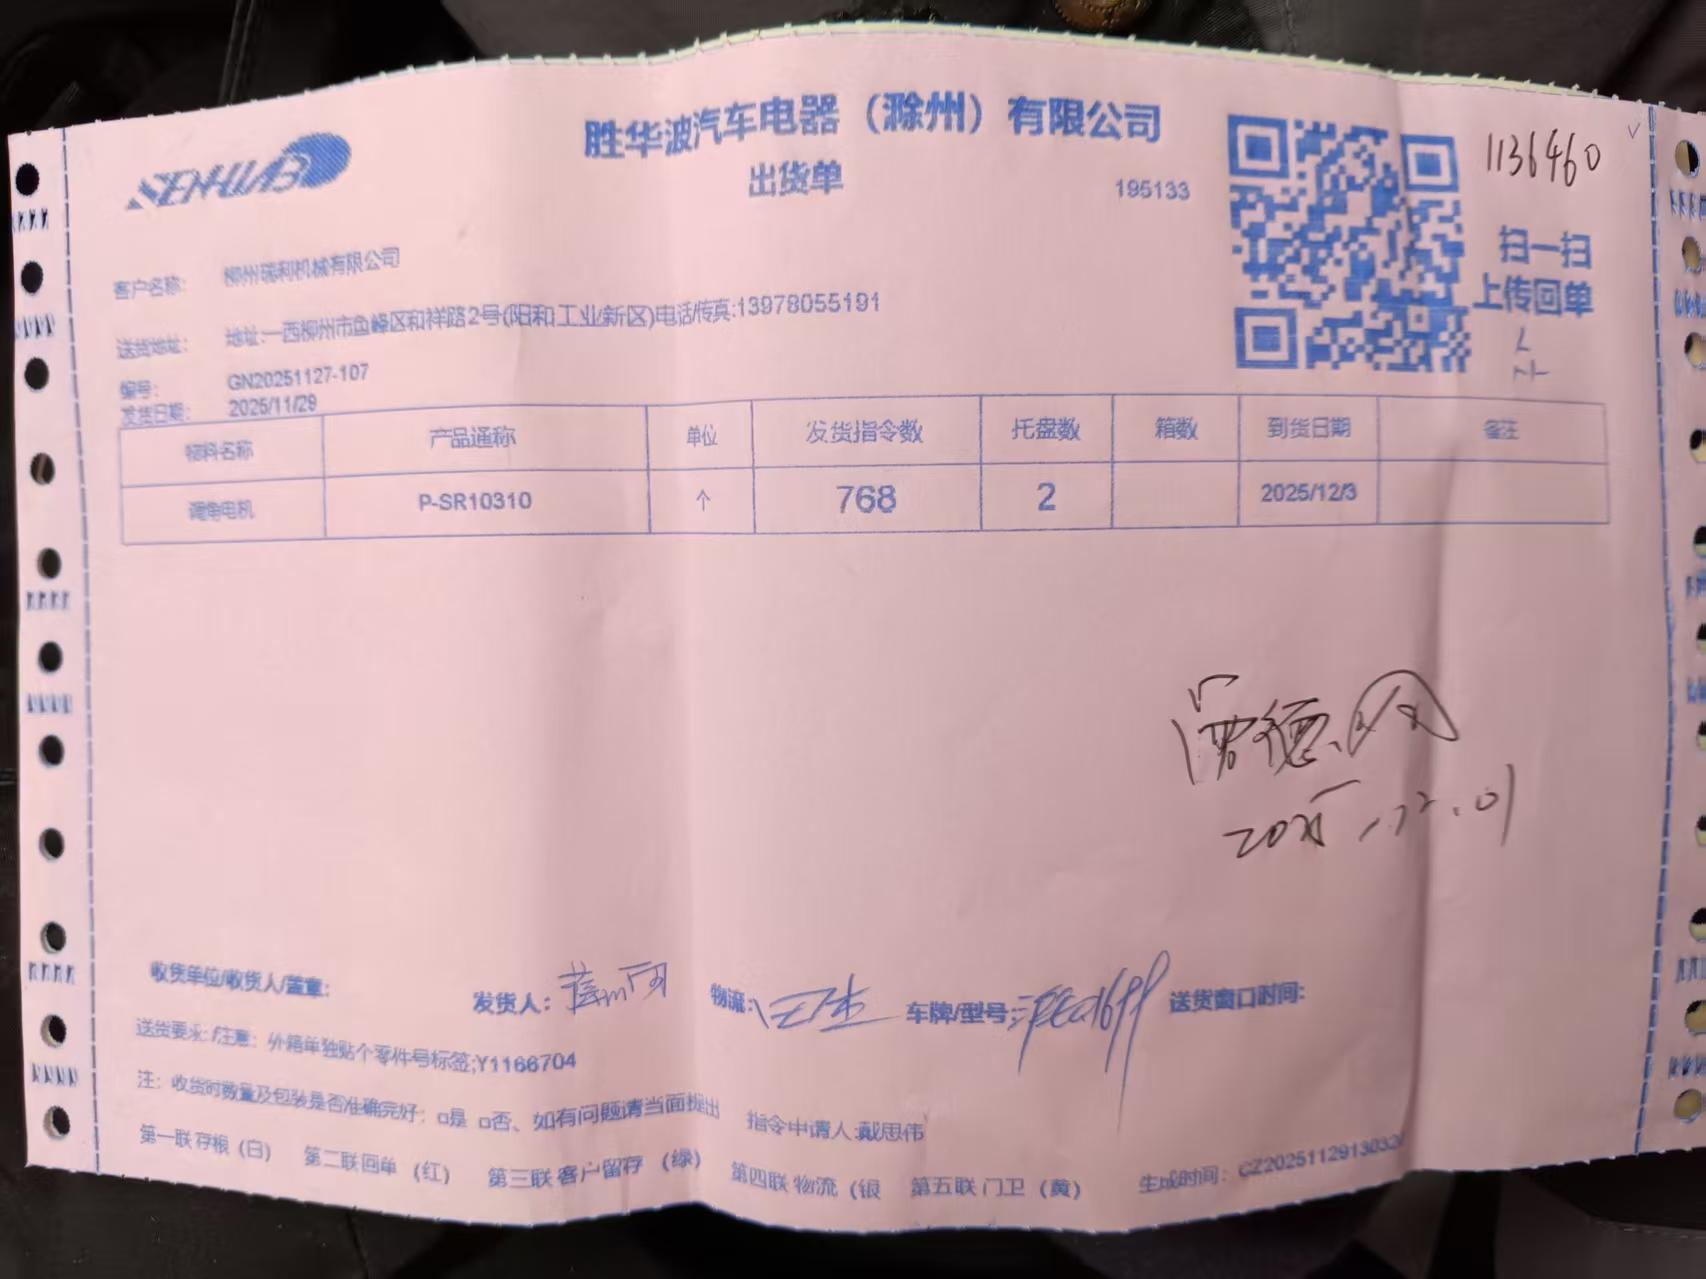 SENHUABO
胜华波汽车电器（滁州）有限公司
出货单
195133
1136460
扫一扫
上传回单
客户名称： 柳州瑞利机械有限公司
送货地址： 地址:一西柳州市鱼峰区和祥路2号(阳和工业新区)电话/传真:13978055191
编号： GN20251127-107
发货日期： 2025/11/29
物料名称 产品通称 单位 发货指令数 托盘数 箱数 到货日期 备注
调角电机 P-SR10310 个 768 2 2025/12/3
2025.12.01
收货单位/收货人/盖章： 发货人： 物流： 车牌/型号： 送货窗口时间：
送货要求:/注意： 外箱单独贴个零件号标签;Y1166704
注： 收货时数量及包装是否准确完好； □是 □否、如有问题请当面提出 指令申请人:戴思伟
第一联存根（白） 第二联回单（红） 第三联客户留存（绿） 第四联物流（银 第五联门卫（黄） 生成时间：